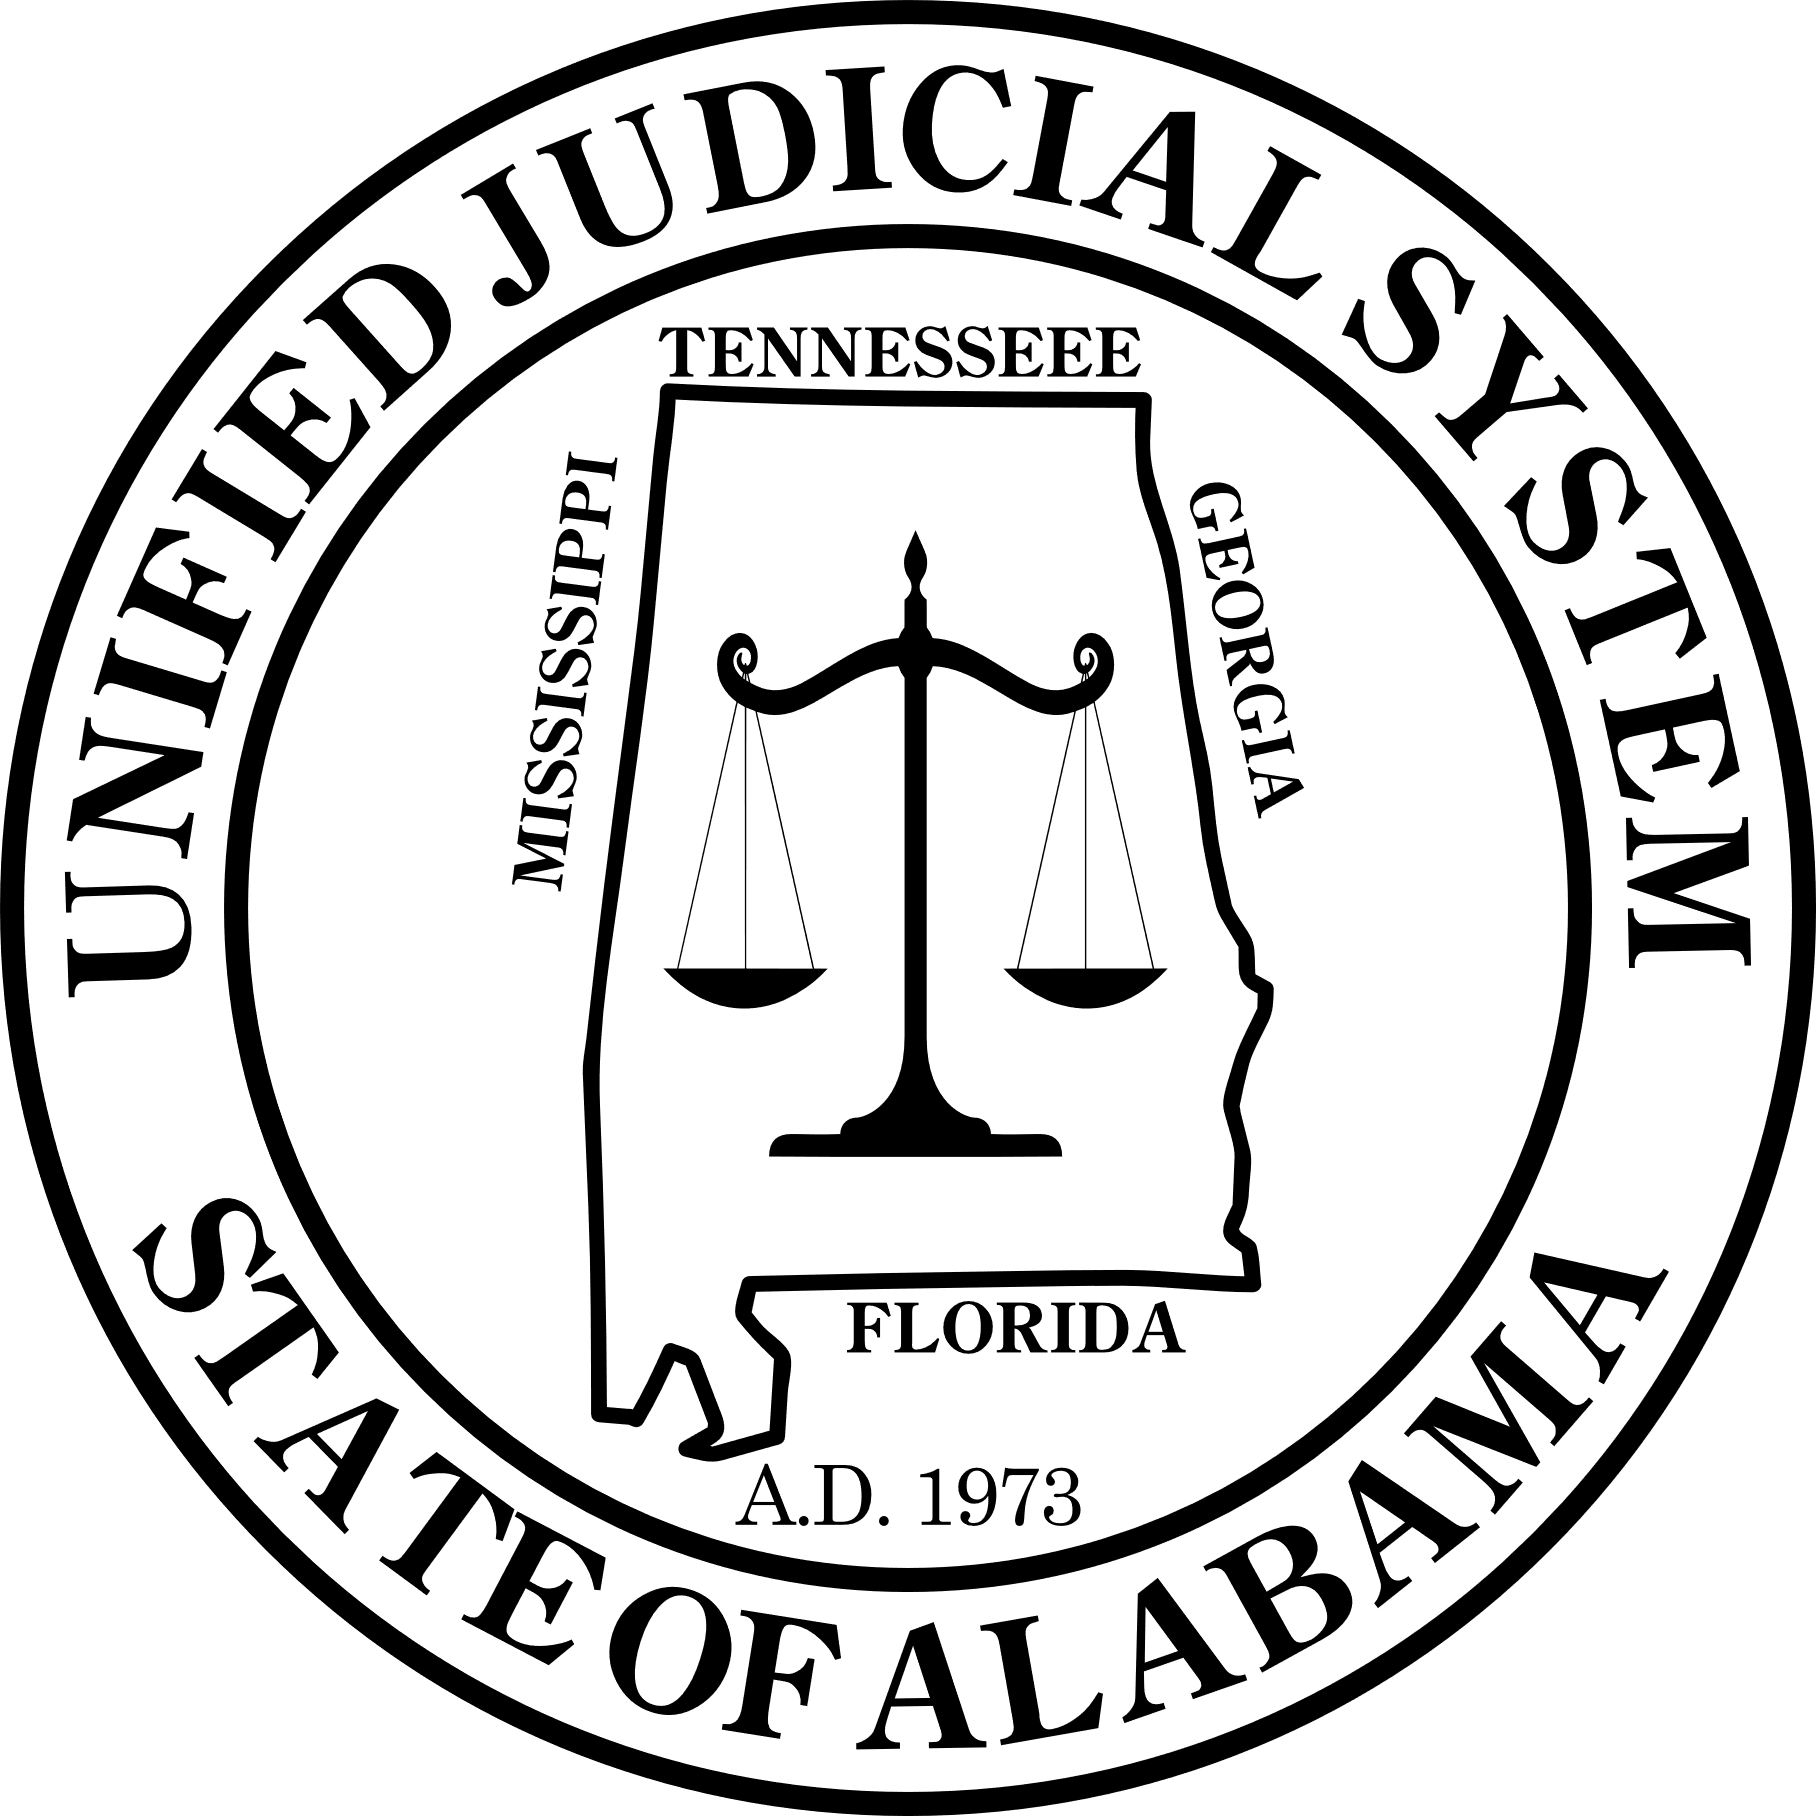 UNIFIED JUDICIAL SYSTEM
TENNESSEEE
MISSISSIPPI
GEORGIA
FLORIDA
A.D. 1973
STATE OF ALABAMA